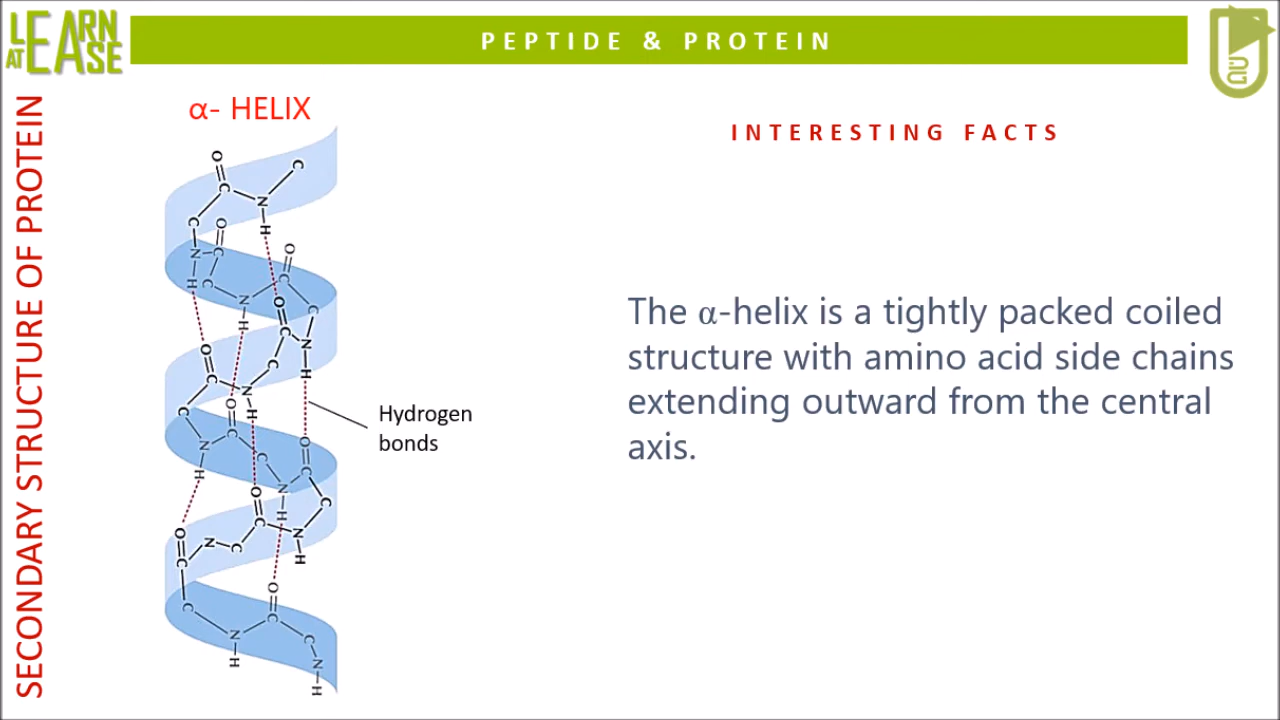 LEARN
AT EASE
PEPTIDE & PROTEIN
SECONDARY STRUCTURE OF PROTEIN
α- HELIX
INTERESTING FACTS
The α-helix is a tightly packed coiled
structure with amino acid side chains
extending outward from the central
axis.
Hydrogen
bonds